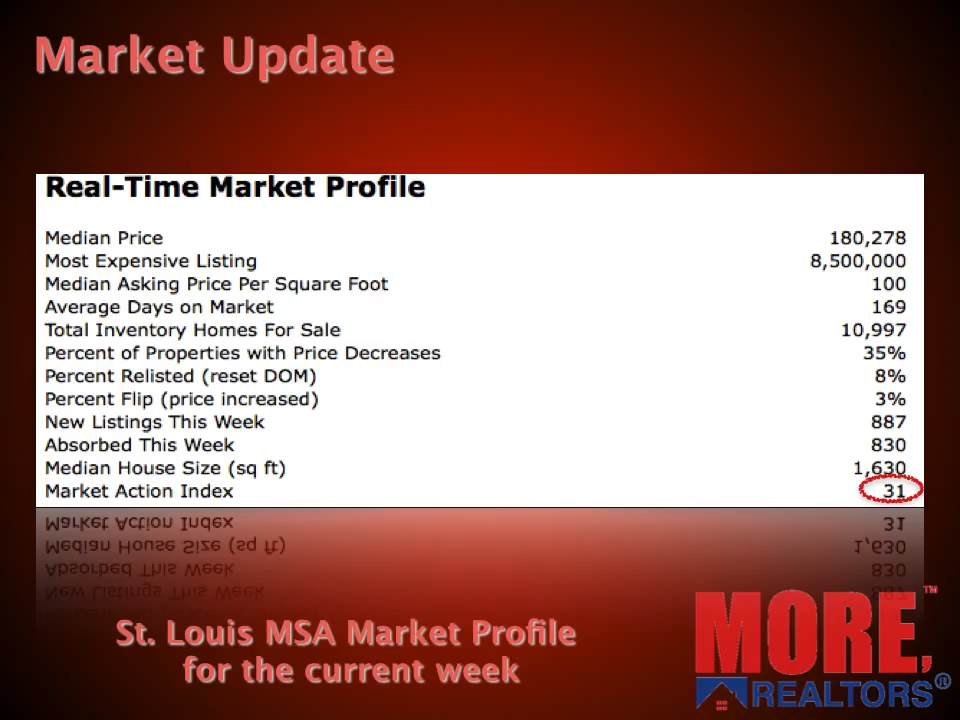 Market Update
Real-Time Market Profile
Median Price 180,278
Most Expensive Listing 8,500,000
Median Asking Price Per Square Foot 100
Average Days on Market 169
Total Inventory Homes For Sale 10,997
Percent of Properties with Price Decreases 35%
Percent Relisted (reset DOM) 8%
Percent Flip (price increased) 3%
New Listings This Week 887
Absorbed This Week 830
Median House Size (sq ft) 1,630
Market Action Index 31
St. Louis MSA Market Profile
for the current week
MORE,™
REALTORS®